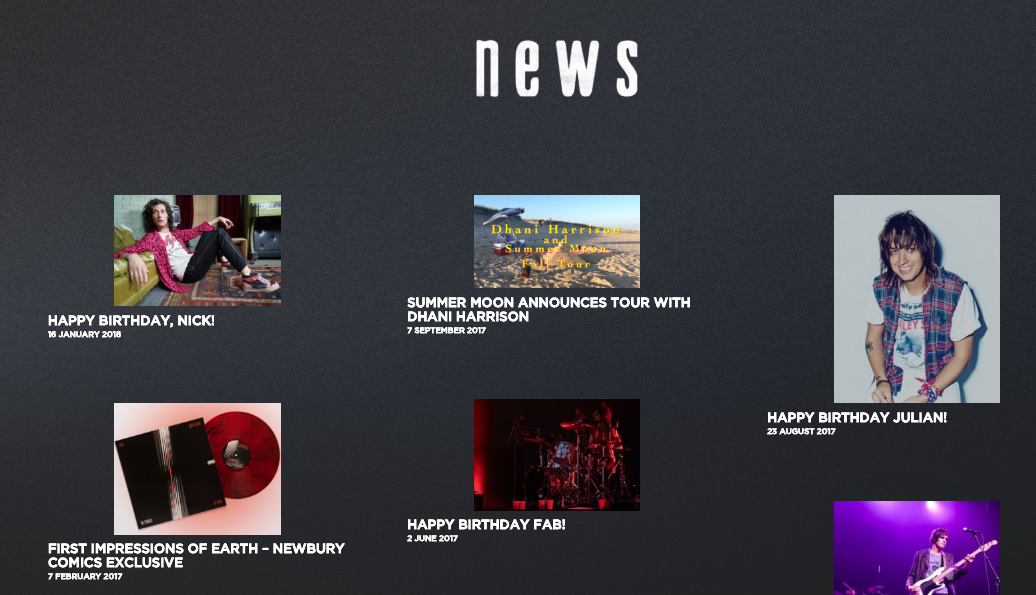 news
HAPPY BIRTHDAY, NICK!
16 JANUARY 2018
Dhani Harrison
and
Summer Moon
Fall Tour
SUMMER MOON ANNOUNCES TOUR WITH
DHANI HARRISON
7 SEPTEMBER 2017
HAPPY BIRTHDAY JULIAN!
23 AUGUST 2017
FIRST IMPRESSIONS OF EARTH – NEWBURY
COMICS EXCLUSIVE
7 FEBRUARY 2017
HAPPY BIRTHDAY FAB!
2 JUNE 2017